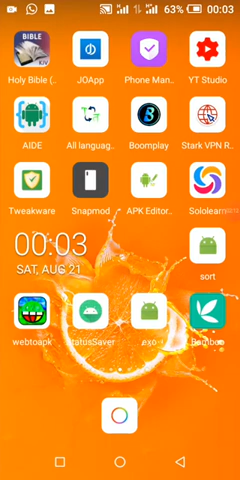 63% 00:03
BIBLE
KJV
Holy Bible (..
JOApp
Phone Man..
YT Studio
AIDE
All languag..
Boomplay
Stark VPN R..
Tweakware
Snapmod
APK Editor..
Sololearn
00:03
SAT, AUG 21
sort
webtoapk
StatusSaver
exo
Bamboo